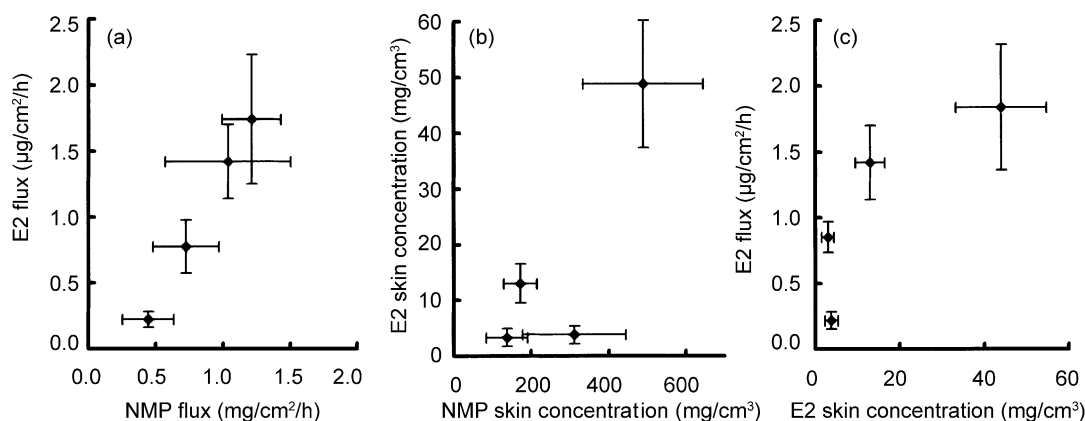 (a)
E2 flux (µg/cm²/h)
2.5
2.0
1.5
1.0
0.5
0.0
0.0 0.5 1.0 1.5 2.0
NMP flux (mg/cm²/h)
(b)
E2 skin concentration (mg/cm³)
60
50
40
30
20
10
0
0 200 400 600
NMP skin concentration (mg/cm³)
(c)
E2 flux (µg/cm²/h)
2.5
2.0
1.5
1.0
0.5
0.0
0 20 40 60
E2 skin concentration (mg/cm³)